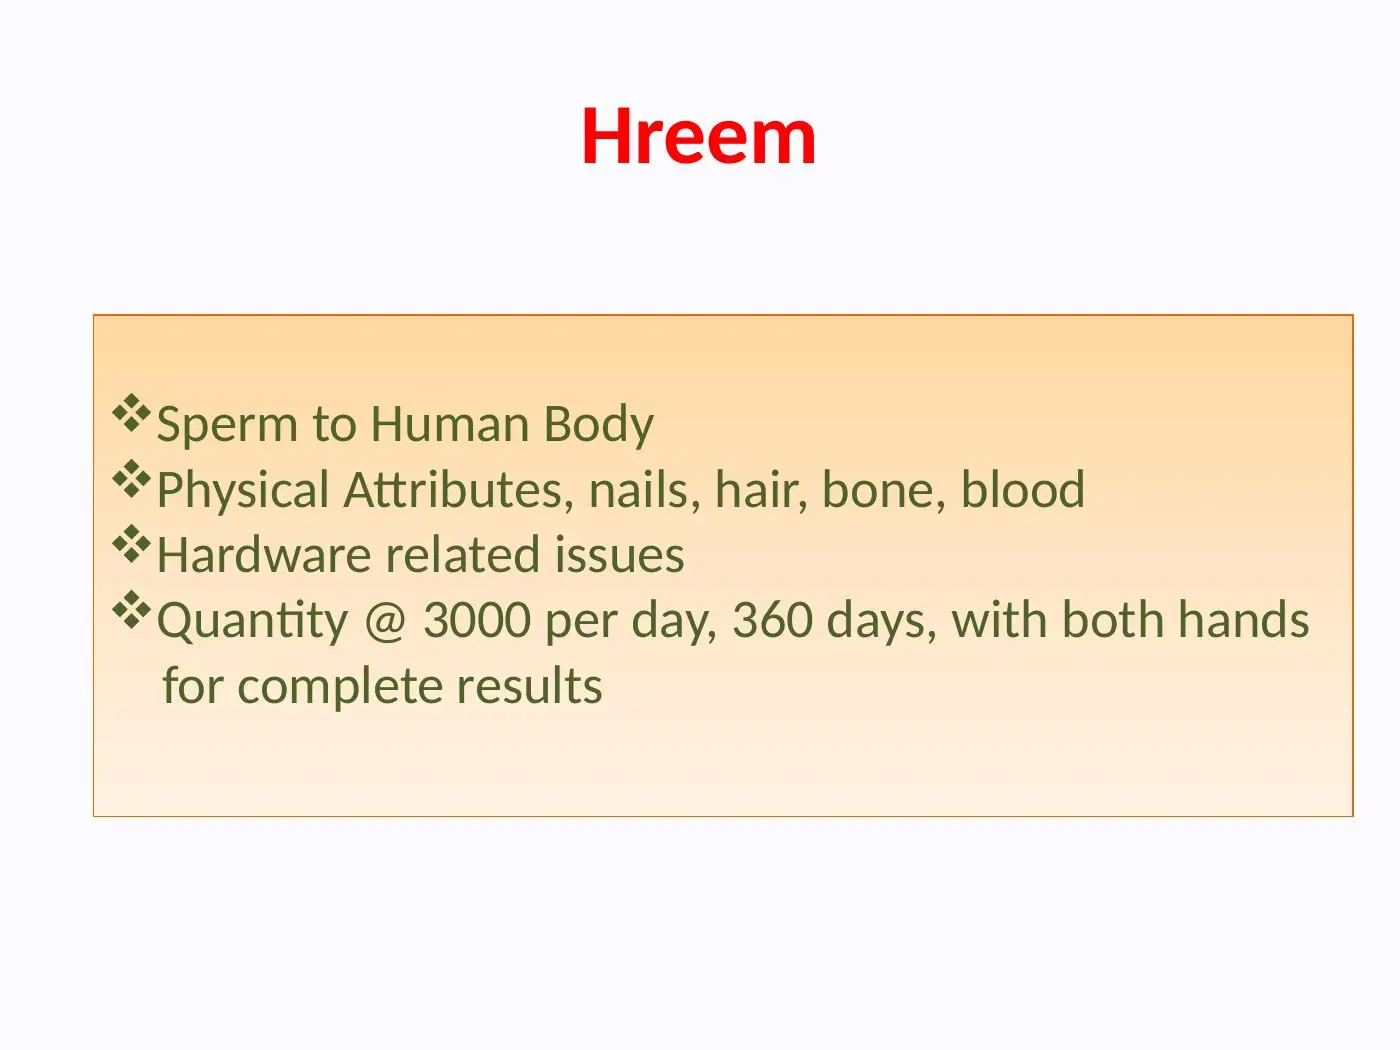 Hreem
❖Sperm to Human Body
❖Physical Attributes, nails, hair, bone, blood
❖Hardware related issues
❖Quantity @ 3000 per day, 360 days, with both hands
for complete results